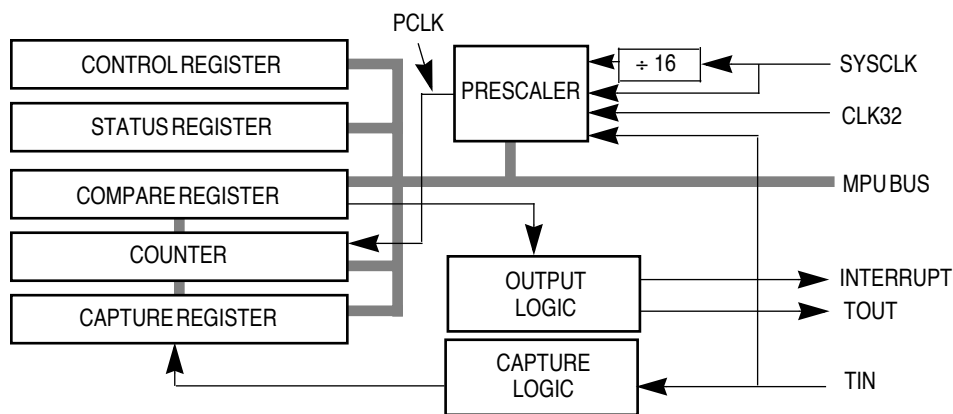 PCLK
CONTROL REGISTER
STATUS REGISTER
COMPARE REGISTER
COUNTER
CAPTURE REGISTER
PRESCALER
÷ 16
SYSCLK
CLK32
MPU BUS
OUTPUT
LOGIC
INTERRUPT
TOUT
CAPTURE
LOGIC
TIN